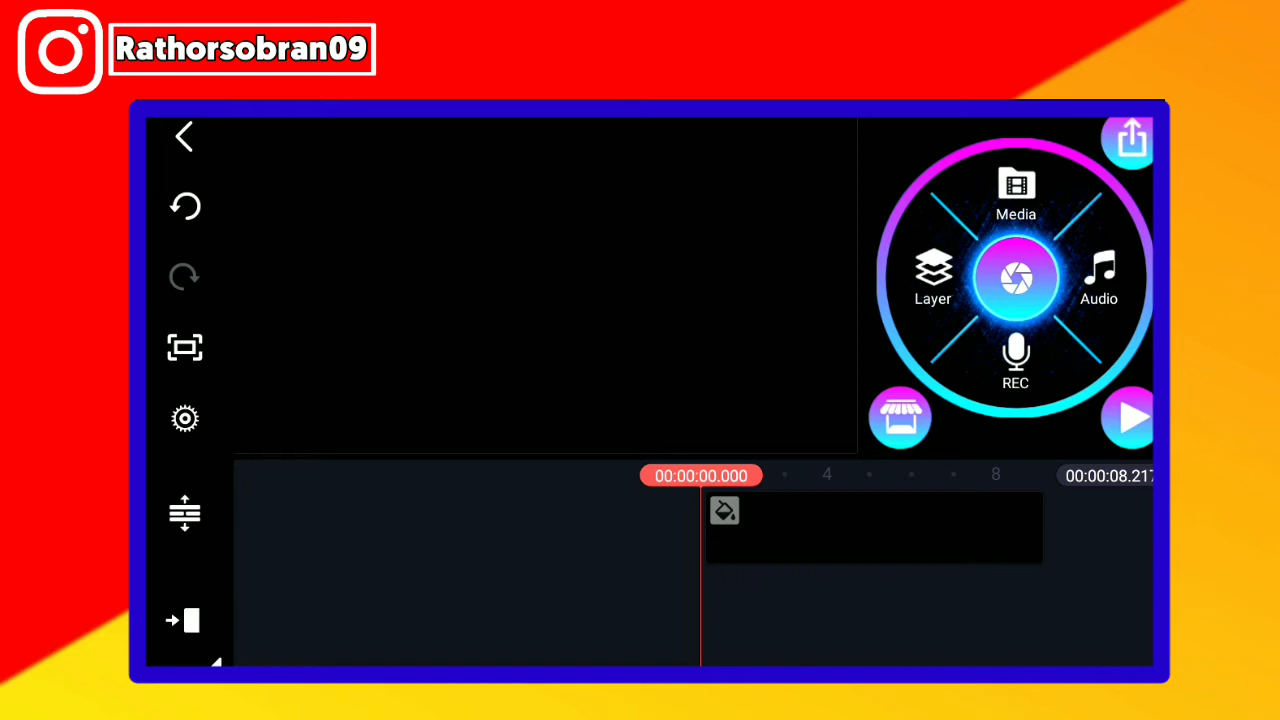 Rathorsobran09
Media
Layer
Audio
REC
00:00:00.000
4
8
00:00:08.217